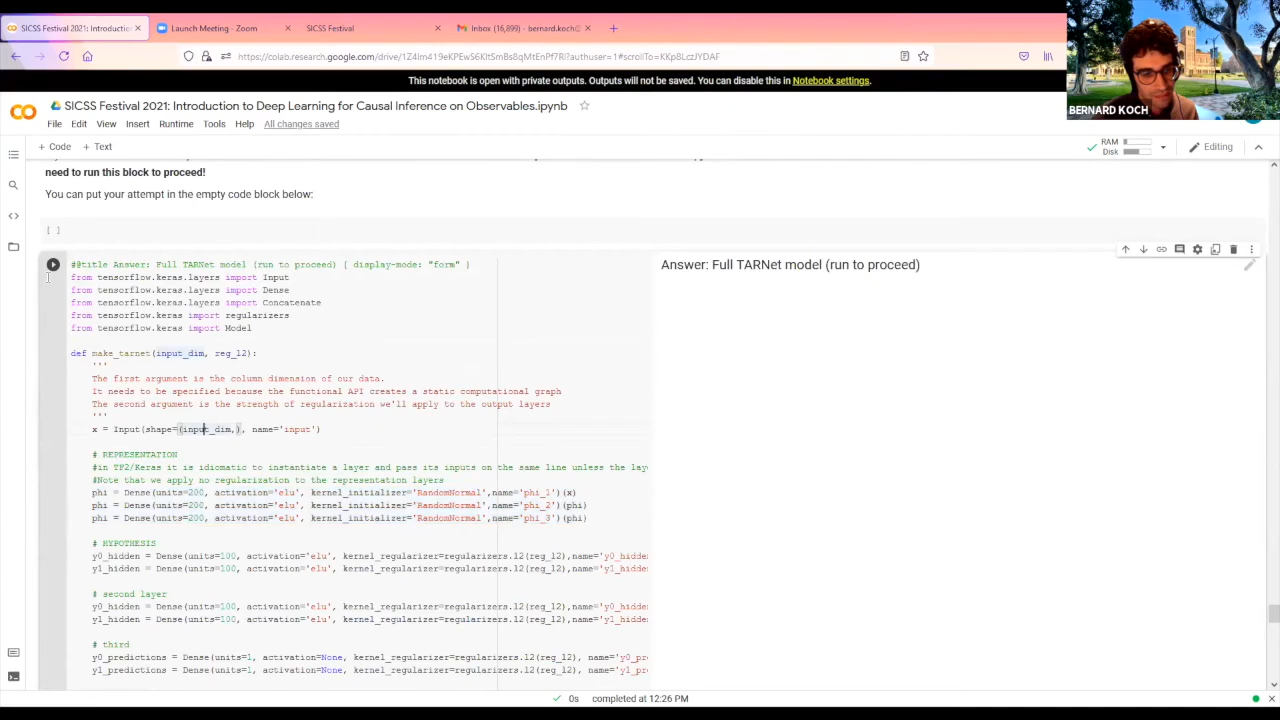 SICSS Festival 2021: Introductio
Launch Meeting - Zoom
SICSS Festival
Inbox (16,899) - bernard.koch@
https://colab.research.google.com/drive/1Z4lm419eKPEwS6KltSmBs8qMtEnPf7Rl?authuser=1#scrollTo=KKp8LczJYDAF
This notebook is open with private outputs. Outputs will not be saved. You can disable this in Notebook settings.
BERNARD KOCH
CO
SICSS Festival 2021: Introduction to Deep Learning for Causal Inference on Observables.ipynb
File Edit View Insert Runtime Tools Help All changes saved
+ Code + Text
RAM
Disk
Editing
need to run this block to proceed!
You can put your attempt in the empty code block below:
[ ]
#@title Answer: Full TARNet model (run to proceed) { display-mode: "form" }
Answer: Full TARNet model (run to proceed)
from tensorflow.keras.layers import Input
from tensorflow.keras.layers import Dense
from tensorflow.keras.layers import Concatenate
from tensorflow.keras import regularizers
from tensorflow.keras import Model
def make_tarnet(input_dim, reg_l2):
'''
The first argument is the column dimension of our data.
It needs to be specified because the functional API creates a static computational graph
The second argument is the strength of regularization we'll apply to the output layers
'''
x = Input(shape=(input_dim,), name='input')
# REPRESENTATION
#in TF2/Keras it is idiomatic to instantiate a layer and pass its inputs on the same line unless the lay
#Note that we apply no regularization to the representation layers
phi = Dense(units=200, activation='elu', kernel_initializer='RandomNormal',name='phi_1')(x)
phi = Dense(units=200, activation='elu', kernel_initializer='RandomNormal',name='phi_2')(phi)
phi = Dense(units=200, activation='elu', kernel_initializer='RandomNormal',name='phi_3')(phi)
# HYPOTHESIS
y0_hidden = Dense(units=100, activation='elu', kernel_regularizer=regularizers.l2(reg_l2),name='y0_hidde
y1_hidden = Dense(units=100, activation='elu', kernel_regularizer=regularizers.l2(reg_l2),name='y1_hidde
# second layer
y0_hidden = Dense(units=100, activation='elu', kernel_regularizer=regularizers.l2(reg_l2),name='y0_hidde
y1_hidden = Dense(units=100, activation='elu', kernel_regularizer=regularizers.l2(reg_l2),name='y1_hidde
# third
y0_predictions = Dense(units=1, activation=None, kernel_regularizer=regularizers.l2(reg_l2), name='y0_pr
y1_predictions = Dense(units=1, activation=None, kernel_regularizer=regularizers.l2(reg_l2), name='y1_pr
0s completed at 12:26 PM